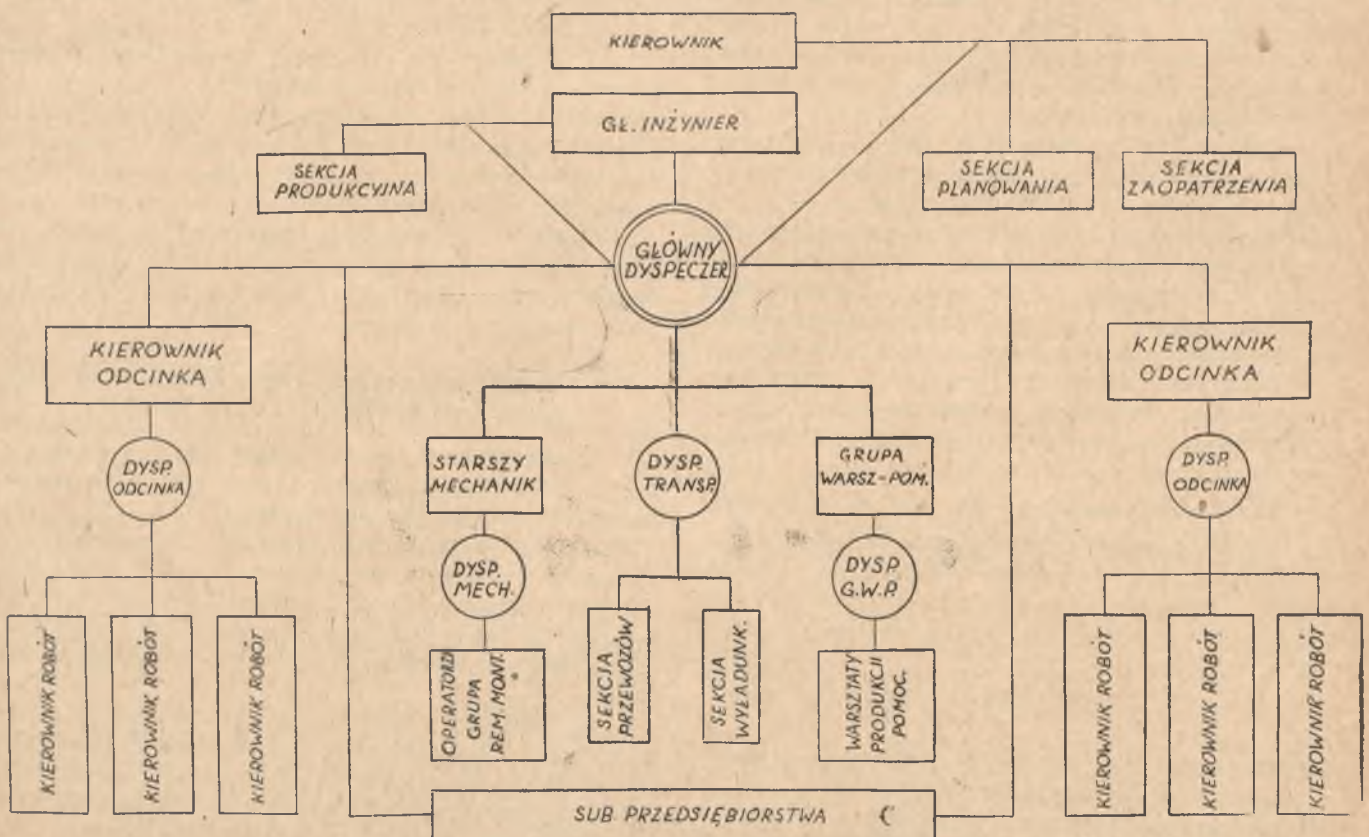 KIEROWNIK
GŁ. INŻYNIER
SEKCJA
PRODUKCYJNA
SEKCJA
PLANOWANIA
SEKCJA
ZAOPATRZENIA
GŁÓWNY
DYSPECZER
KIEROWNIK
ODCINKA
KIEROWNIK
ODCINKA
DYSP.
ODCINKA
STARSZY
MECHANIK
DYSP.
TRANSP.
GRUPA
WARSZ-POM.
DYSP.
ODCINKA
DYSP.
MECH.
DYSP.
G.W.P.
KIEROWNIK ROBÓT
KIEROWNIK ROBÓT
KIEROWNIK ROBÓT
OPERATORZY
GRUPA
REM. MONT.
SEKCJA
PRZEWOZÓW
SEKCJA
WYŁADUNK.
WARSZTATY
PRODUKCJI
POMOC.
KIEROWNIK ROBÓT
KIEROWNIK ROBÓT
KIEROWNIK ROBÓT
SUB. PRZEDSIĘBIORSTWA